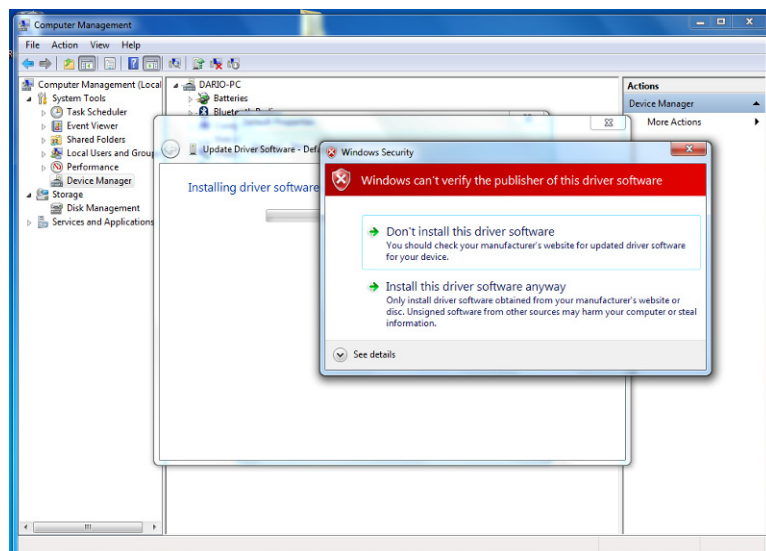 Computer Management
File Action View Help
Computer Management (Local
System Tools
Task Scheduler
Event Viewer
Shared Folders
Local Users and Group
Performance
Device Manager
Storage
Disk Management
Services and Applications
DARIO-PC
Batteries
Actions
Device Manager
More Actions
Update Driver Software - Defa
Installing driver software
Windows Security
Windows can't verify the publisher of this driver software
Don't install this driver software
You should check your manufacturer's website for updated driver software
for your device.
Install this driver software anyway
Only install driver software obtained from your manufacturer's website or
disc. Unsigned software from other sources may harm your computer or steal
information.
See details